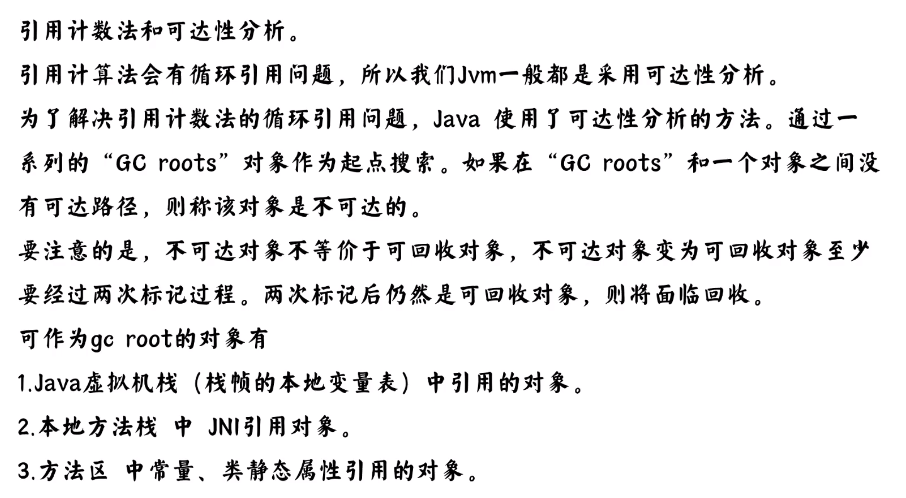 引用计数法和可达性分析。
引用计算法会有循环引用问题，所以我们Jvm一般都是采用可达性分析。
为了解决引用计数法的循环引用问题，Java 使用了可达性分析的方法。通过一
系列的“GC roots”对象作为起点搜索。如果在“GC roots”和一个对象之间没
有可达路径，则称该对象是不可达的。
要注意的是，不可达对象不等价于可回收对象，不可达对象变为可回收对象至少
要经过两次标记过程。两次标记后仍然是可回收对象，则将面临回收。
可作为gc root的对象有
1.Java虚拟机栈（栈帧的本地变量表）中引用的对象。
2.本地方法栈 中 JNI引用对象。
3.方法区 中常量、类静态属性引用的对象。